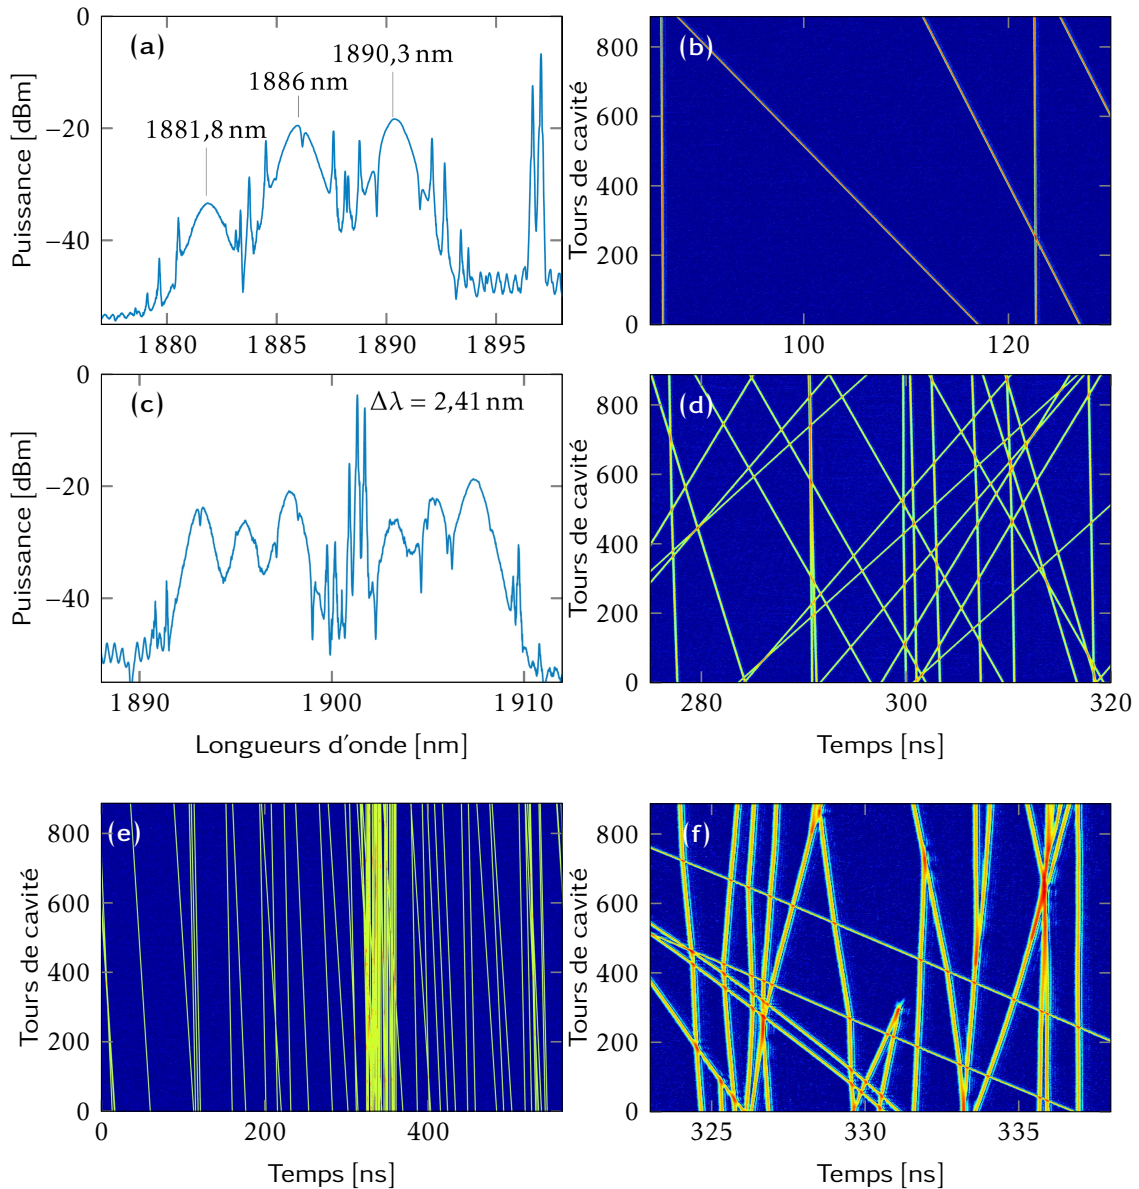 (a)
1890,3 nm
1886 nm
1881,8 nm
Puissance [dBm]
0
−20
−40
1 880 1 885 1 890 1 895
(b)
Tours de cavité
800
600
400
200
0
100 120
(c)
Δλ = 2,41 nm
Puissance [dBm]
0
−20
−40
1 890 1 900 1 910
Longueurs d'onde [nm]
(d)
Tours de cavité
800
600
400
200
0
280 300 320
Temps [ns]
(e)
Tours de cavité
800
600
400
200
0
0 200 400
Temps [ns]
(f)
Tours de cavité
800
600
400
200
0
325 330 335
Temps [ns]